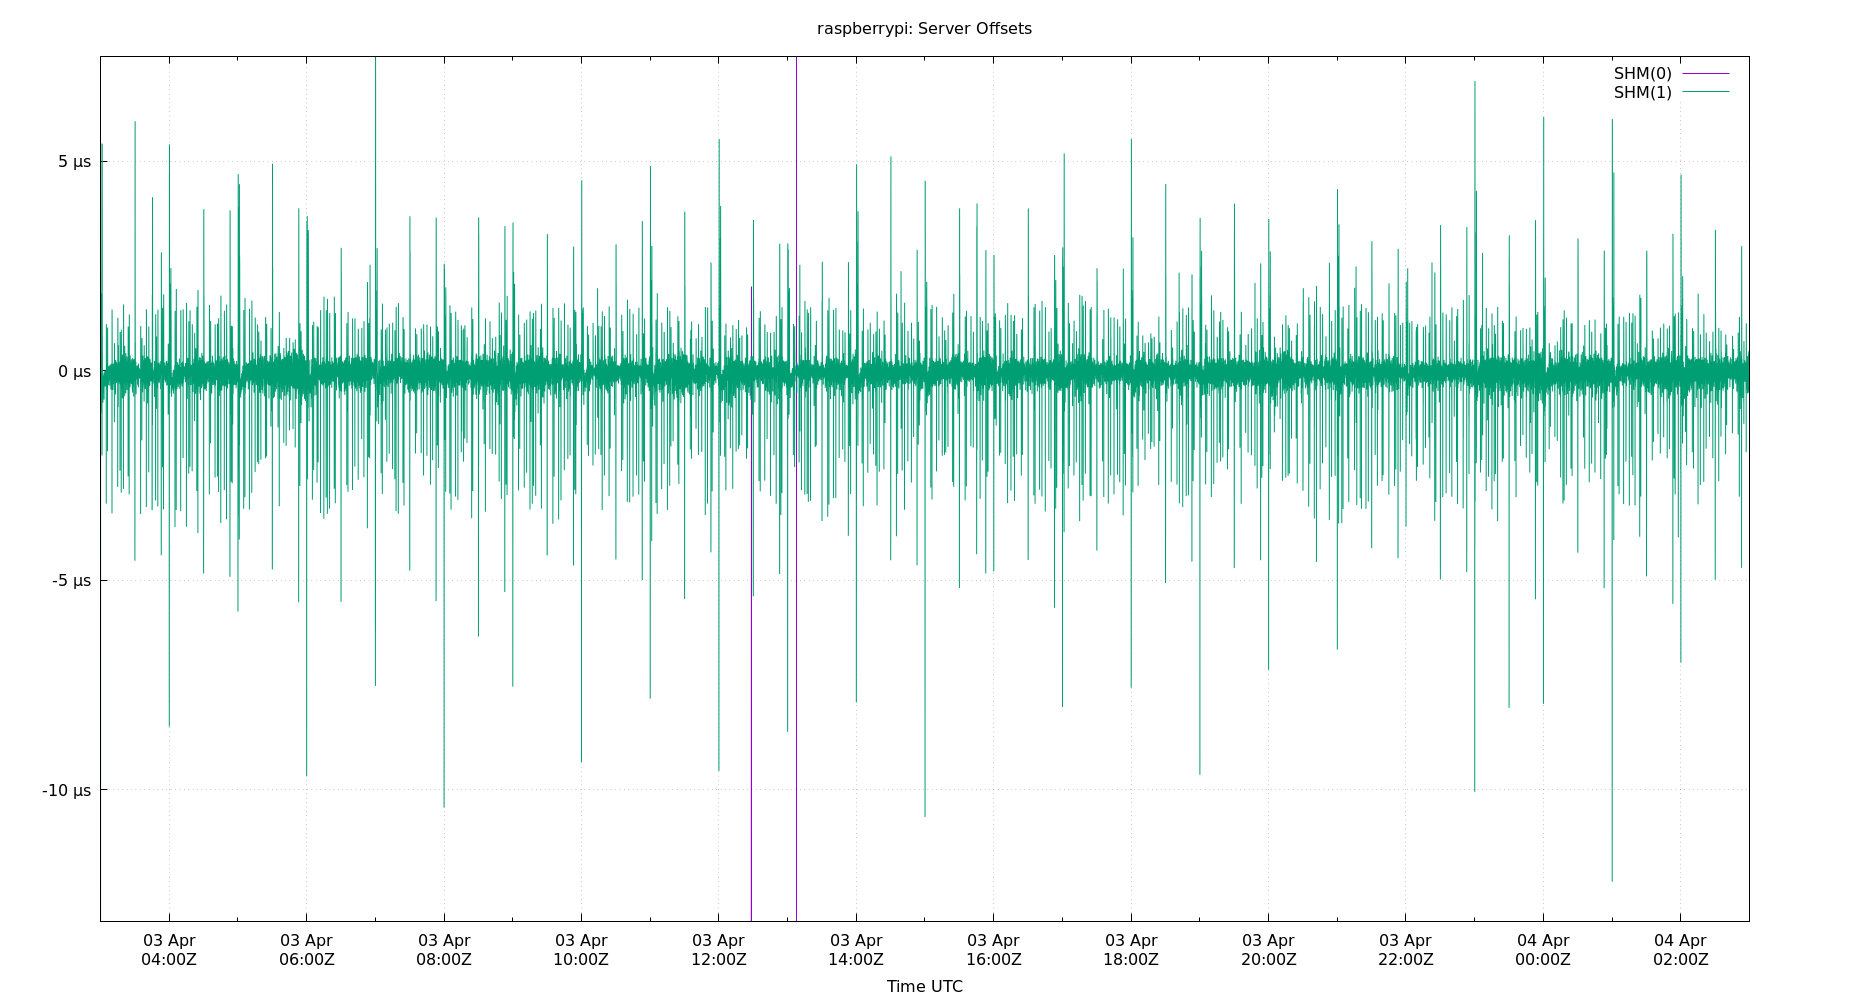 raspberrypi: Server Offsets
SHM(0)
SHM(1)
5 µs
0 µs
-5 µs
-10 µs
03 Apr 03 Apr 03 Apr 03 Apr 03 Apr 03 Apr 03 Apr 03 Apr 03 Apr 03 Apr 04 Apr 04 Apr
04:00Z 06:00Z 08:00Z 10:00Z 12:00Z 14:00Z 16:00Z 18:00Z 20:00Z 22:00Z 00:00Z 02:00Z
Time UTC